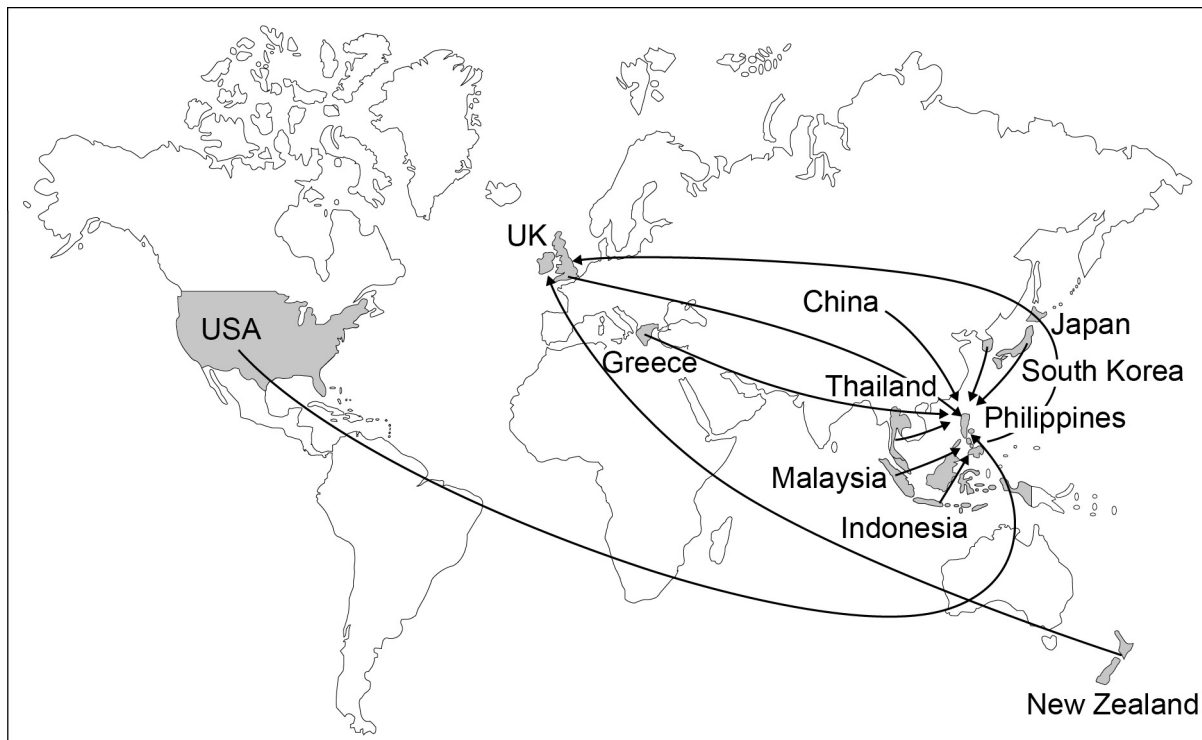 UK
USA
China
Japan
Greece
Thailand
South Korea
Philippines
Malaysia
Indonesia
New Zealand